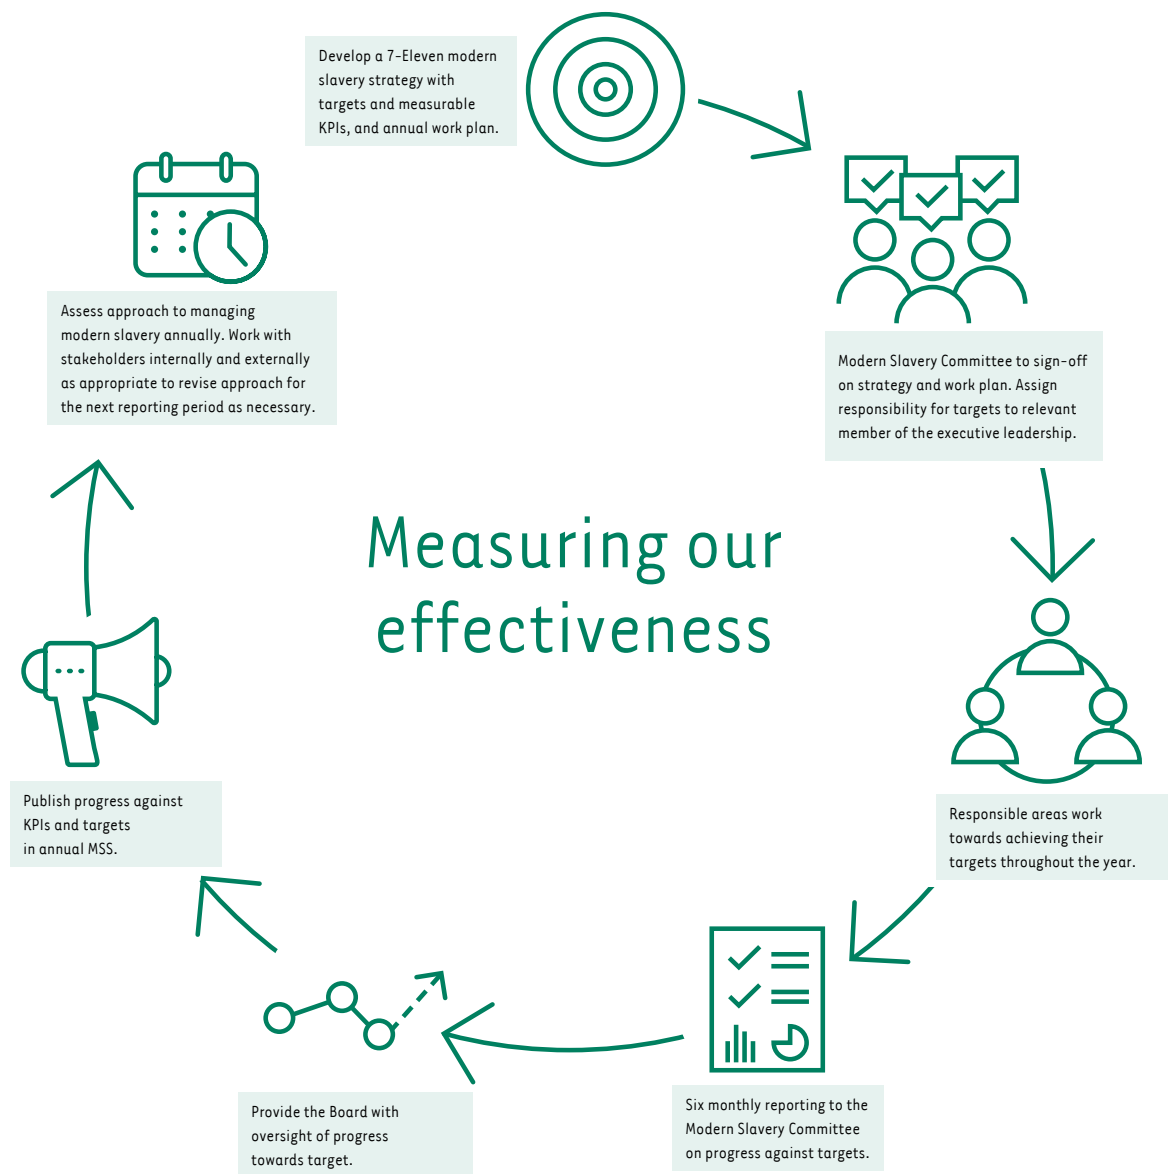 Develop a 7-Eleven modern
slavery strategy with
targets and measurable
KPIs, and annual work plan.
Modern Slavery Committee to sign-off
on strategy and work plan. Assign
responsibility for targets to relevant
member of the executive leadership.
Responsible areas work
towards achieving their
targets throughout the year.
Six monthly reporting to the
Modern Slavery Committee
on progress against targets.
Provide the Board with
oversight of progress
towards target.
Publish progress against
KPIs and targets
in annual MSS.
Assess approach to managing
modern slavery annually. Work with
stakeholders internally and externally
as appropriate to revise approach for
the next reporting period as necessary.
Measuring our
effectiveness